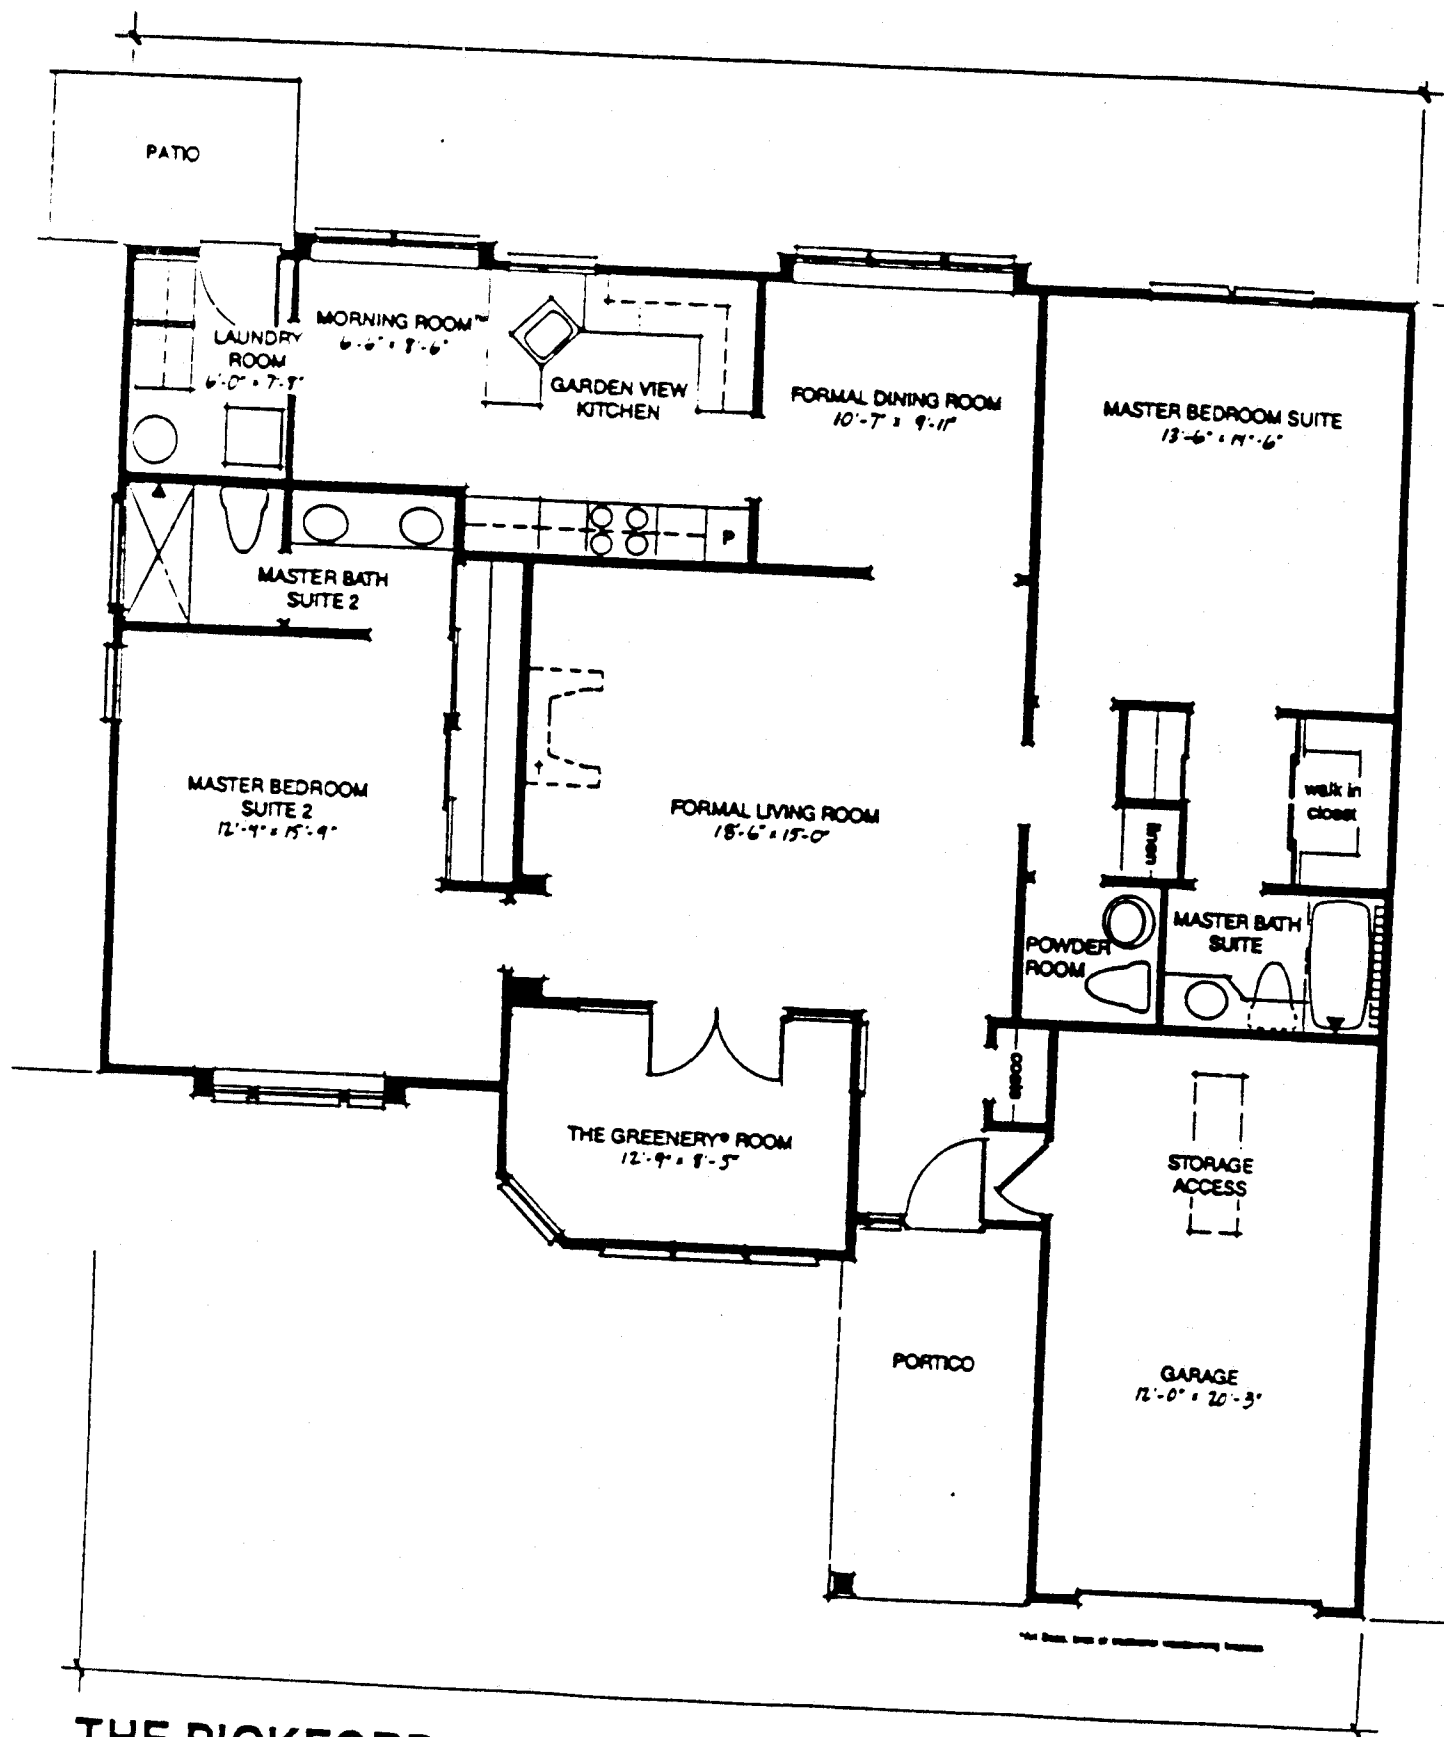 PATIO
MORNING ROOM™
6'-6" x 8'-6"
LAUNDRY
ROOM
6'-0" x 7'-8"
GARDEN VIEW
KITCHEN
FORMAL DINING ROOM
10'-7" x 9'-11"
MASTER BEDROOM SUITE
13'-6" x 14'-6"
P
MASTER BATH
SUITE 2
MASTER BEDROOM
SUITE 2
12'-9" x 15'-9"
FORMAL LIVING ROOM
18'-6" x 15'-0"
walk in
closet
linen
MASTER BATH
SUITE
POWDER
ROOM
coats
THE GREENERY® ROOM
12'-9" x 8'-5"
STORAGE
ACCESS
PORTICO
GARAGE
12'-0" x 20'-3"
THE PICKFORD